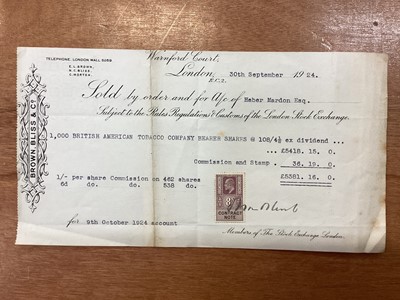 TELEPHONE, LONDON WALL 5259.
E. L. BROWN,
H. C. BLISS,
C. MORTEN.
BROWN, BLISS & Co
Warnford Court,
London, E.C.2. 30th September 1924.
Sold by order and for A/c of Heber Mardon Esq.
Subject to the Rules Regulations & Customs of the London Stock Exchange.
1,000 BRITISH AMERICAN TOBACCO COMPANY BEARER SHARES @ 108/4½ ex dividend ...
... £5418. 15. 0
Commission and Stamp . 36. 19. 0
£5381. 16. 0
1/- per share Commission on 462 shares
6d do. do. 538 do.
CONTRACT
NOTE
for 9th October 1924 account
Members of The Stock Exchange London.